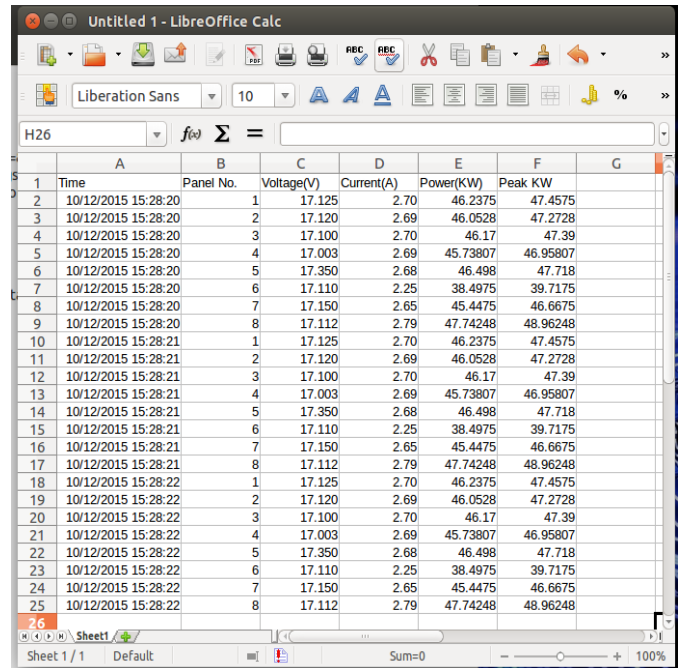 Untitled 1 - LibreOffice Calc
PDF ABC ABC »
Liberation Sans 10 A A A % »
H26 f(x) Σ =
A B C D E F G
1 Time Panel No. Voltage(V) Current(A) Power(KW) Peak KW
2 10/12/2015 15:28:20 1 17.125 2.70 46.2375 47.4575
3 10/12/2015 15:28:20 2 17.120 2.69 46.0528 47.2728
4 10/12/2015 15:28:20 3 17.100 2.70 46.17 47.39
5 10/12/2015 15:28:20 4 17.003 2.69 45.73807 46.95807
6 10/12/2015 15:28:20 5 17.350 2.68 46.498 47.718
7 10/12/2015 15:28:20 6 17.110 2.25 38.4975 39.7175
8 10/12/2015 15:28:20 7 17.150 2.65 45.4475 46.6675
9 10/12/2015 15:28:20 8 17.112 2.79 47.74248 48.96248
10 10/12/2015 15:28:21 1 17.125 2.70 46.2375 47.4575
11 10/12/2015 15:28:21 2 17.120 2.69 46.0528 47.2728
12 10/12/2015 15:28:21 3 17.100 2.70 46.17 47.39
13 10/12/2015 15:28:21 4 17.003 2.69 45.73807 46.95807
14 10/12/2015 15:28:21 5 17.350 2.68 46.498 47.718
15 10/12/2015 15:28:21 6 17.110 2.25 38.4975 39.7175
16 10/12/2015 15:28:21 7 17.150 2.65 45.4475 46.6675
17 10/12/2015 15:28:21 8 17.112 2.79 47.74248 48.96248
18 10/12/2015 15:28:22 1 17.125 2.70 46.2375 47.4575
19 10/12/2015 15:28:22 2 17.120 2.69 46.0528 47.2728
20 10/12/2015 15:28:22 3 17.100 2.70 46.17 47.39
21 10/12/2015 15:28:22 4 17.003 2.69 45.73807 46.95807
22 10/12/2015 15:28:22 5 17.350 2.68 46.498 47.718
23 10/12/2015 15:28:22 6 17.110 2.25 38.4975 39.7175
24 10/12/2015 15:28:22 7 17.150 2.65 45.4475 46.6675
25 10/12/2015 15:28:22 8 17.112 2.79 47.74248 48.96248
26
Sheet1
Sheet 1 / 1 Default Sum=0 100%